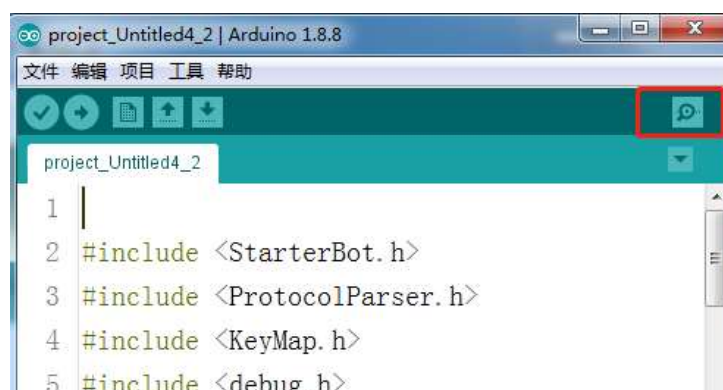 project_Untitled4_2 | Arduino 1.8.8
文件 编辑 项目 工具 帮助
project_Untitled4_2
1
2 #include <StarterBot.h>
3 #include <ProtocolParser.h>
4 #include <KeyMap.h>
5 #include <debug.h>